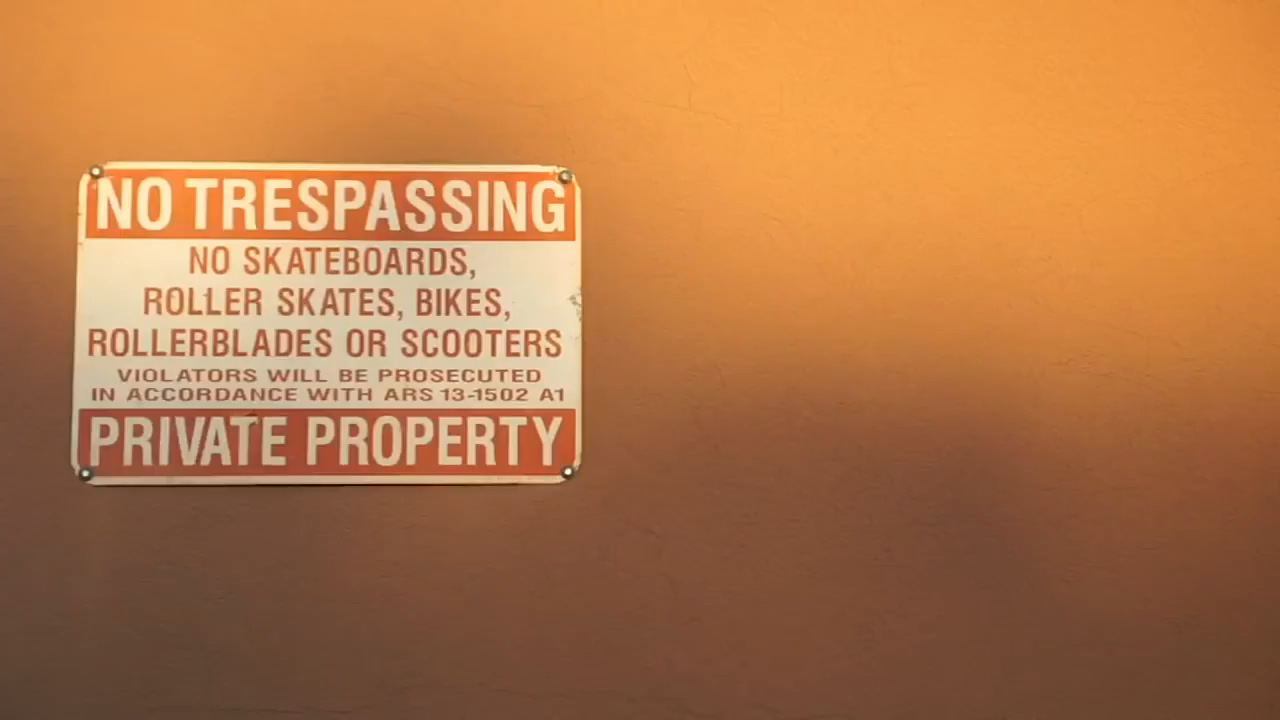 NO TRESPASSING
NO SKATEBOARDS,
ROLLER SKATES, BIKES,
ROLLERBLADES OR SCOOTERS
VIOLATORS WILL BE PROSECUTED
IN ACCORDANCE WITH ARS 13-1502 A1
PRIVATE PROPERTY